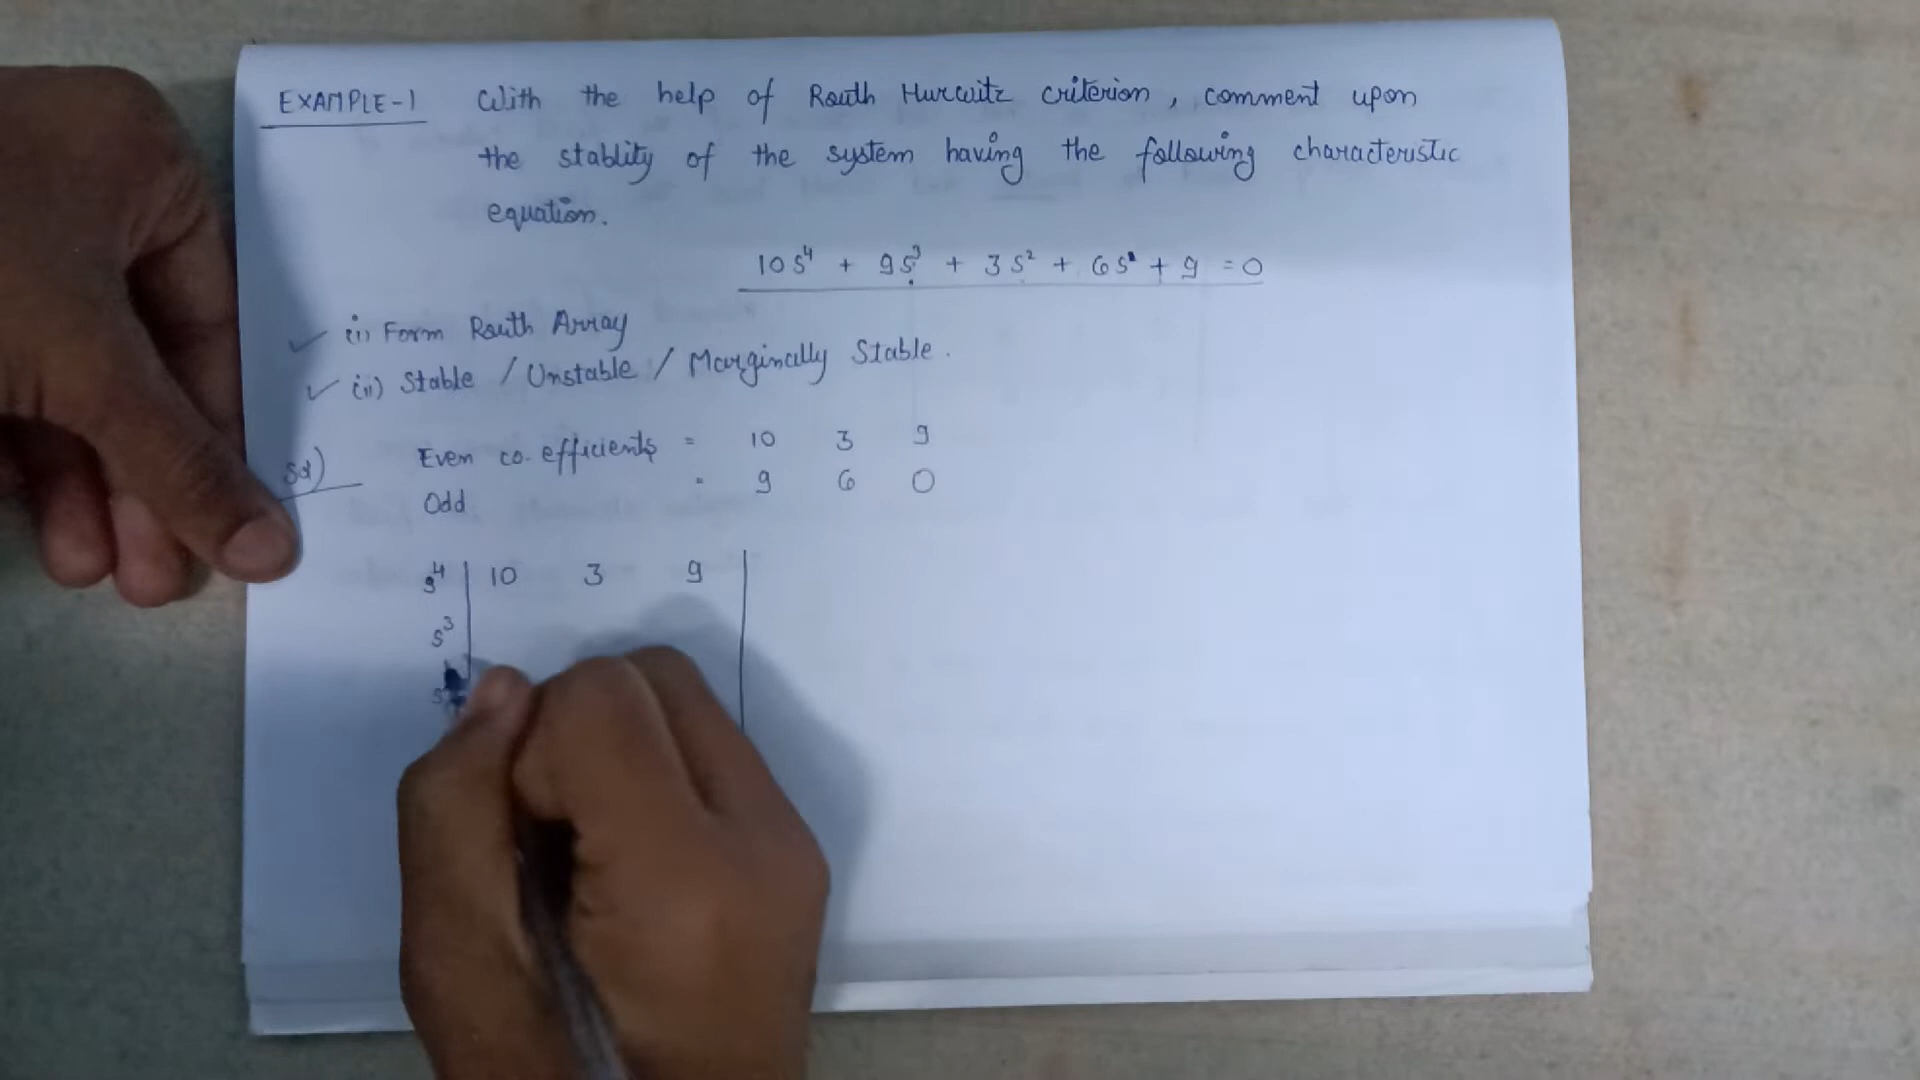 EXAMPLE-1 With the help of Routh Hurwitz criterion, comment upon
the stablity of the system having the following characteristic
equation.
10s⁴ + 9s³ + 3s² + 6s + 9 = 0
✓ (i) Form Routh Array
✓ (ii) Stable / Unstable / Marginally Stable.
Sol) Even co-efficients = 10 3 9
Odd = 9 6 0
s⁴ 10 3 9
s³
s